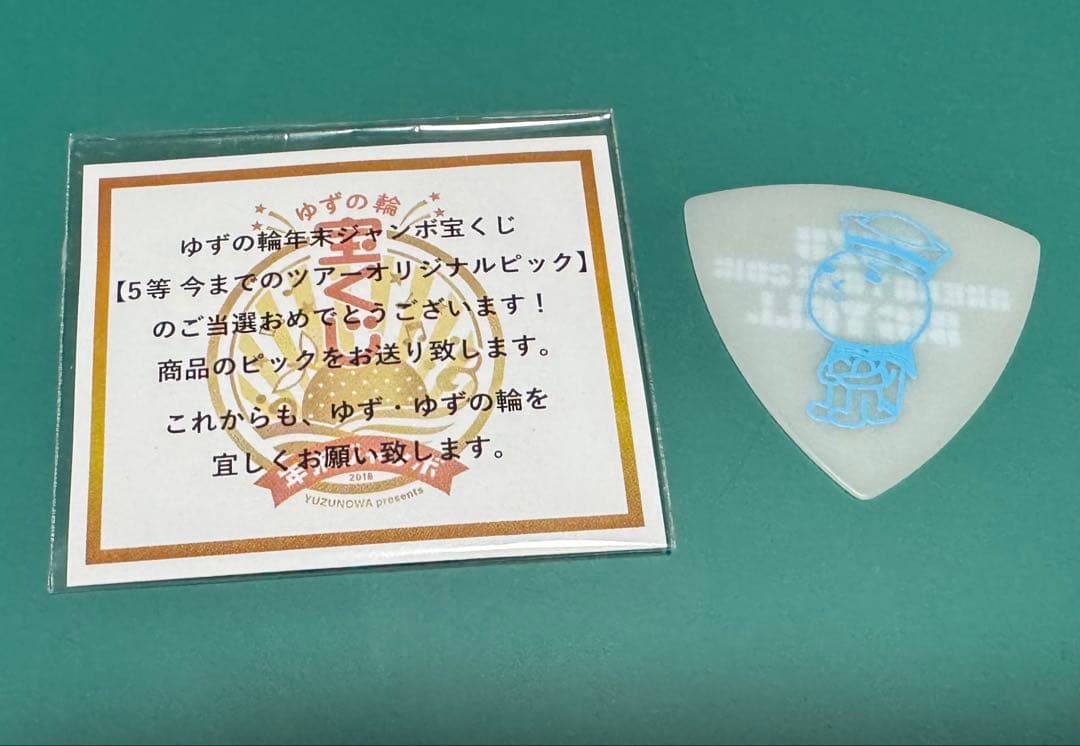 ゆずの輪
宝くじ
ゆずの輪年末ジャンボ宝くじ
【5等 今までのツアーオリジナルピック】
のご当選おめでとうございます！
商品のピックをお送り致します。
これからも、ゆず・ゆずの輪を
宜しくお願い致します。
2018
YUZUNOWA presents